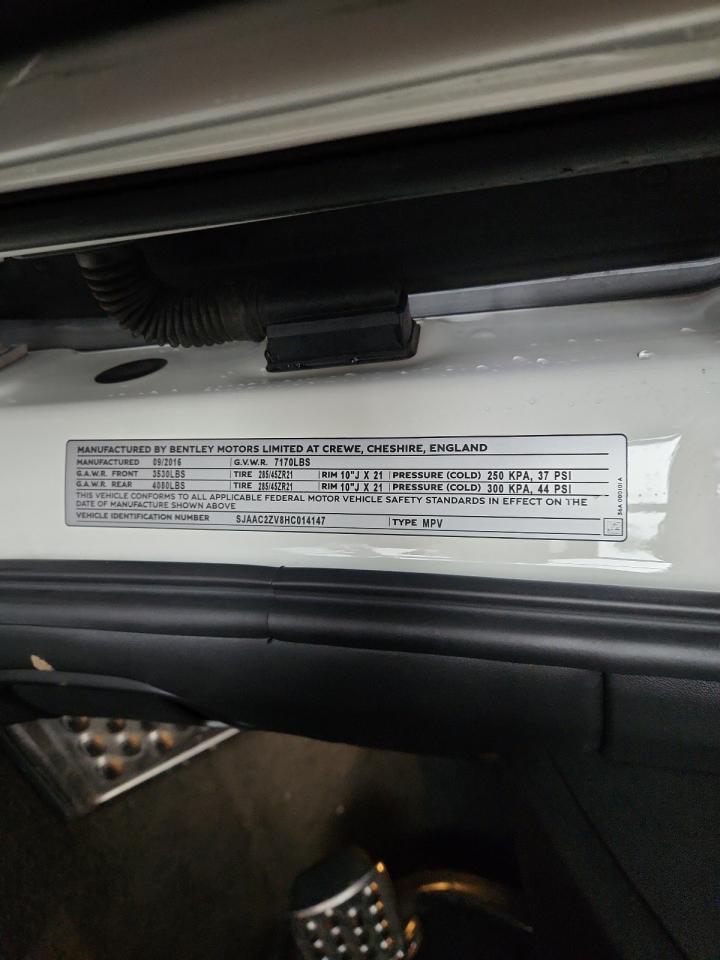 MANUFACTURED BY BENTLEY MOTORS LIMITED AT CREWE, CHESHIRE, ENGLAND
MANUFACTURED 09/2016 G.V.W.R. 7170LBS
G.A.W.R. FRONT 3530LBS TIRE 285/45ZR21 RIM 10"J X 21 PRESSURE (COLD) 250 KPA, 37 PSI
G.A.W.R. REAR 4080LBS TIRE 285/45ZR21 RIM 10"J X 21 PRESSURE (COLD) 300 KPA, 44 PSI
THIS VEHICLE CONFORMS TO ALL APPLICABLE FEDERAL MOTOR VEHICLE SAFETY STANDARDS IN EFFECT ON THE
DATE OF MANUFACTURE SHOWN ABOVE
VEHICLE IDENTIFICATION NUMBER SJAAC2ZV8HC014147 TYPE MPV
36A 010101 A